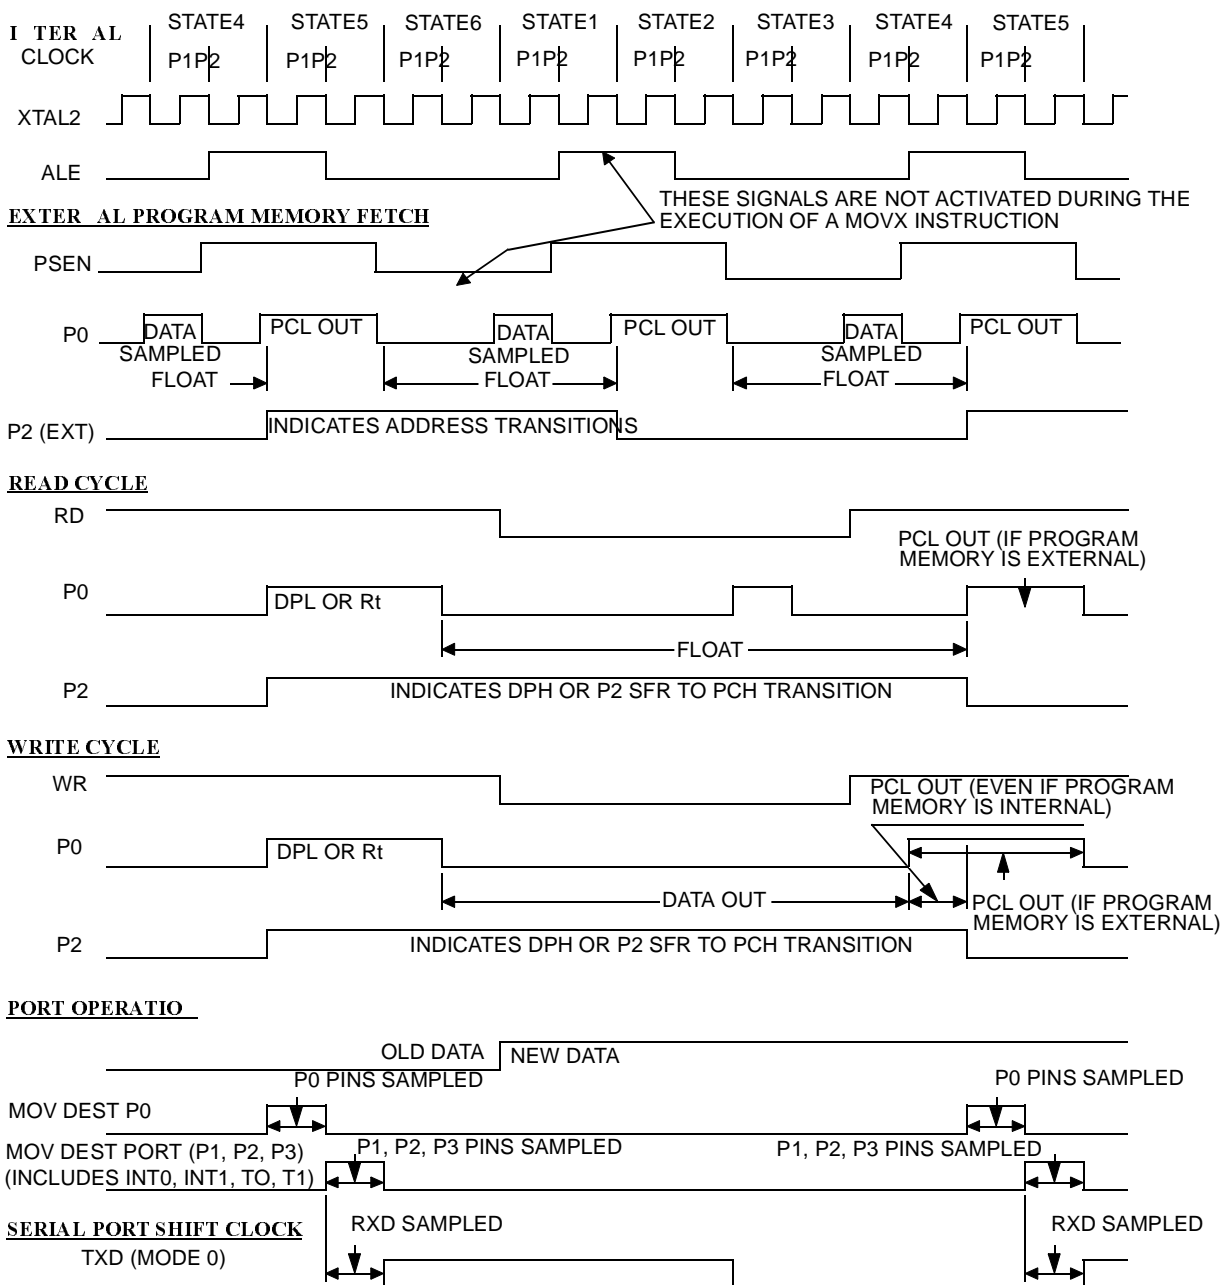 STATE4 STATE5 STATE6 STATE1 STATE2 STATE3 STATE4 STATE5
I TER AL
CLOCK
P1P2 P1P2 P1P2 P1P2 P1P2 P1P2 P1P2 P1P2
XTAL2
ALE
THESE SIGNALS ARE NOT ACTIVATED DURING THE
EXECUTION OF A MOVX INSTRUCTION
EXTER AL PROGRAM MEMORY FETCH
PSEN
P0 DATA PCL OUT DATA PCL OUT DATA PCL OUT
SAMPLED SAMPLED SAMPLED
FLOAT FLOAT FLOAT
P2 (EXT) INDICATES ADDRESS TRANSITIONS
READ CYCLE
RD
PCL OUT (IF PROGRAM
MEMORY IS EXTERNAL)
P0 DPL OR Rt
FLOAT
P2 INDICATES DPH OR P2 SFR TO PCH TRANSITION
WRITE CYCLE
WR
PCL OUT (EVEN IF PROGRAM
MEMORY IS INTERNAL)
P0 DPL OR Rt
DATA OUT
PCL OUT (IF PROGRAM
MEMORY IS EXTERNAL)
P2 INDICATES DPH OR P2 SFR TO PCH TRANSITION
PORT OPERATIO
OLD DATA NEW DATA
P0 PINS SAMPLED P0 PINS SAMPLED
MOV DEST P0
MOV DEST PORT (P1, P2, P3) P1, P2, P3 PINS SAMPLED P1, P2, P3 PINS SAMPLED
(INCLUDES INT0, INT1, TO, T1)
SERIAL PORT SHIFT CLOCK RXD SAMPLED RXD SAMPLED
TXD (MODE 0)